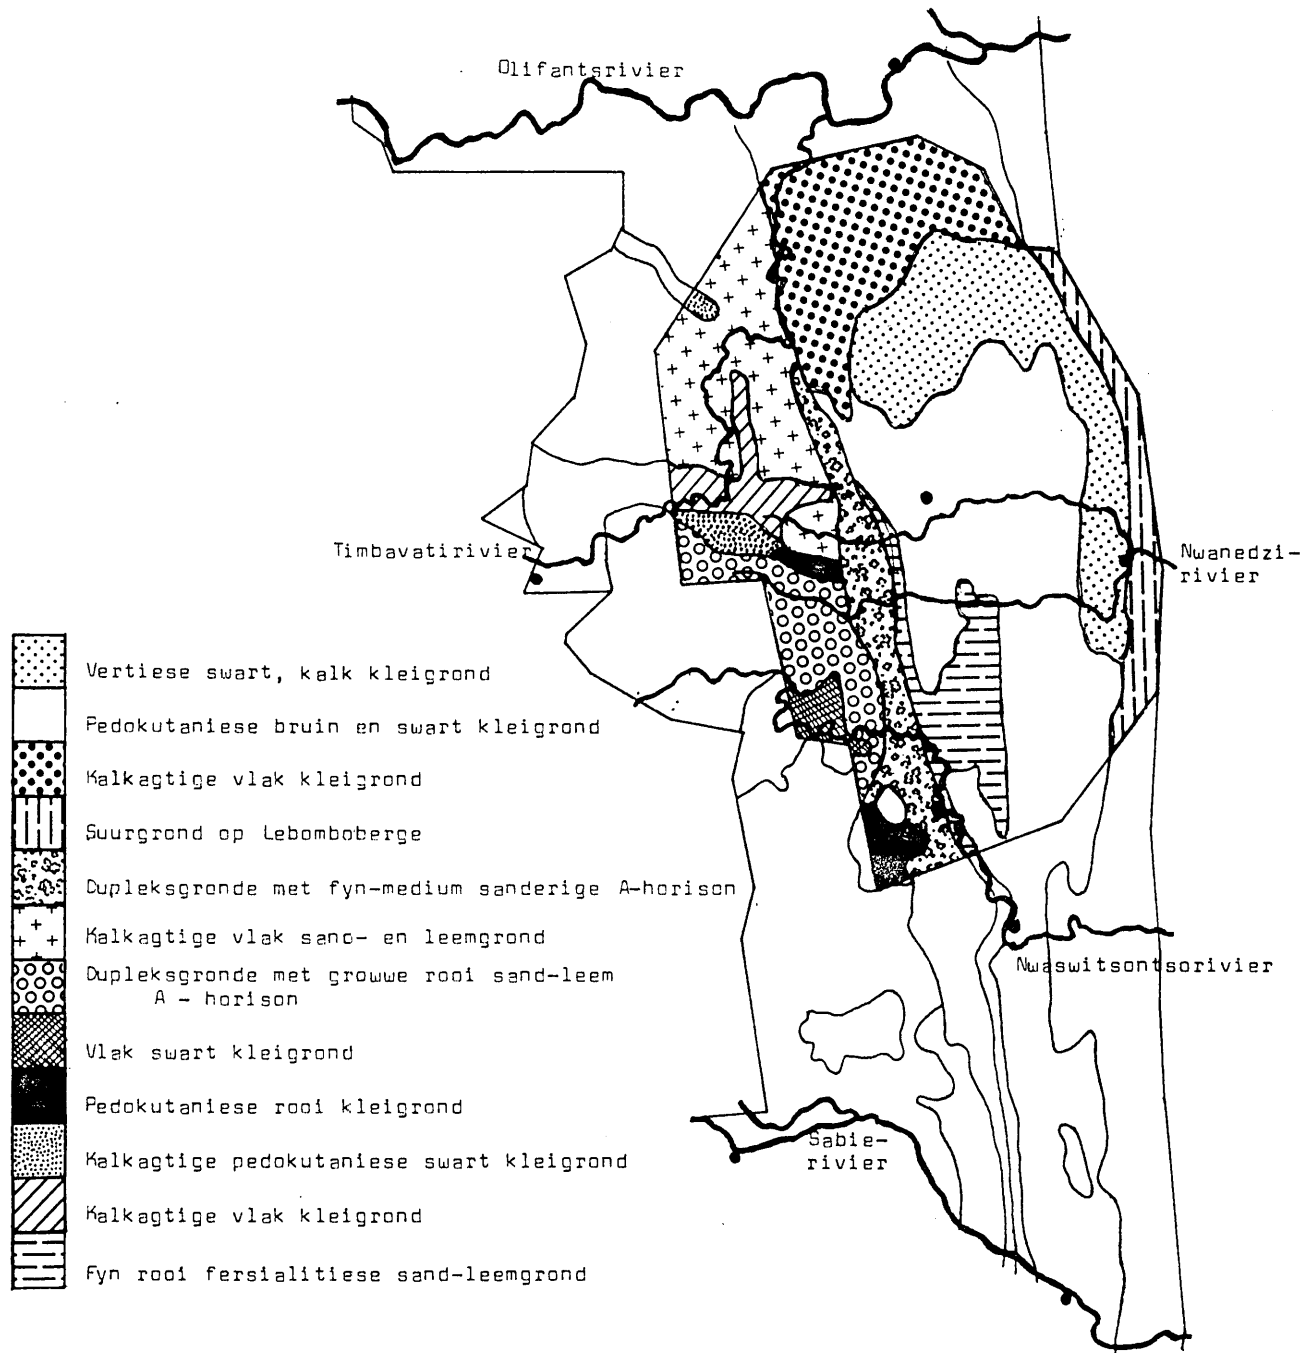 Olifantsrivier
Timbavatirivier
Nwanedzi-
rivier
Vertiese swart, kalk kleigrond
Pedokutaniese bruin en swart kleigrond
Kalkagtige vlak kleigrond
Suurgrond op Lebomboberge
Dupleksgronde met fyn-medium sanderige A-horison
Kalkagtige vlak sand- en leemgrond
Dupleksgronde met growwe rooi sand-leem
A - horison
Nwaswitsontsorivier
Vlak swart kleigrond
Pedokutaniese rooi kleigrond
Kalkagtige pedokutaniese swart kleigrond
Kalkagtige vlak kleigrond
Fyn rooi fersialitiese sand-leemgrond
Sabie-
rivier